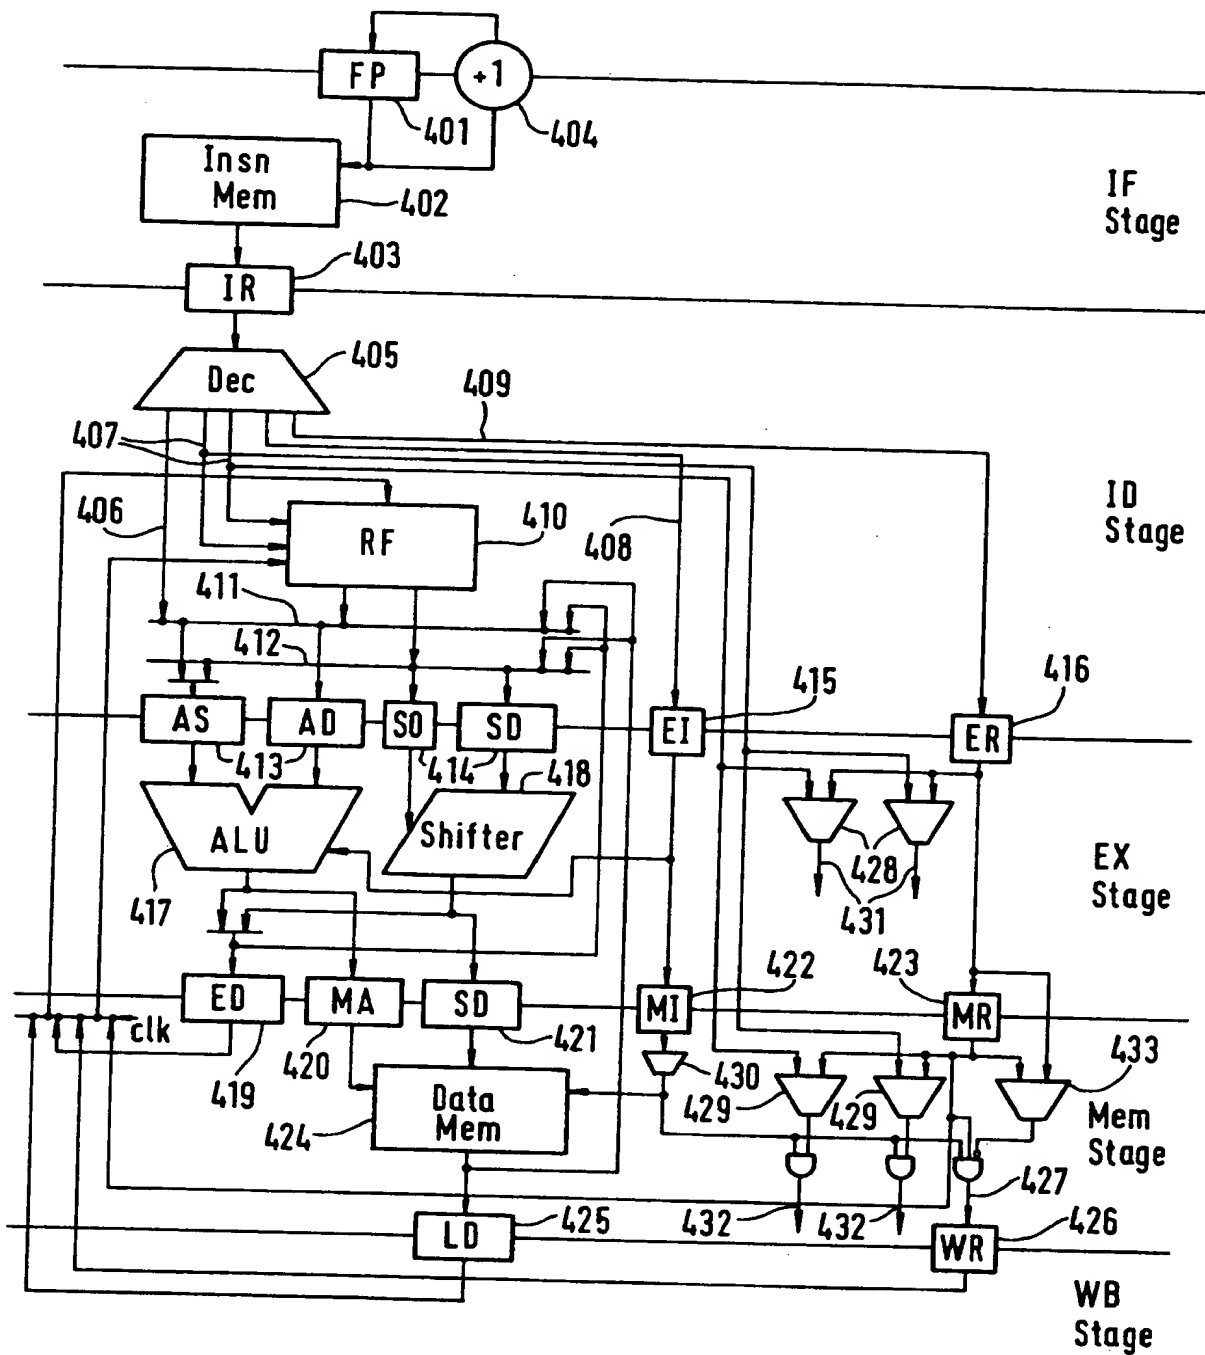 FP
+1
401
404
Insn
Mem
402
IF
Stage
403
IR
405
Dec
409
407
406
RF
410
408
ID
Stage
411
412
415
416
AS
AD
SO
SD
EI
ER
413
414
418
ALU
Shifter
428
EX
Stage
417
431
422
423
ED
MA
SD
MI
MR
clk
420
421
430
433
419
Data
Mem
429
429
Mem
Stage
424
427
432
432
425
426
LD
WR
WB
Stage